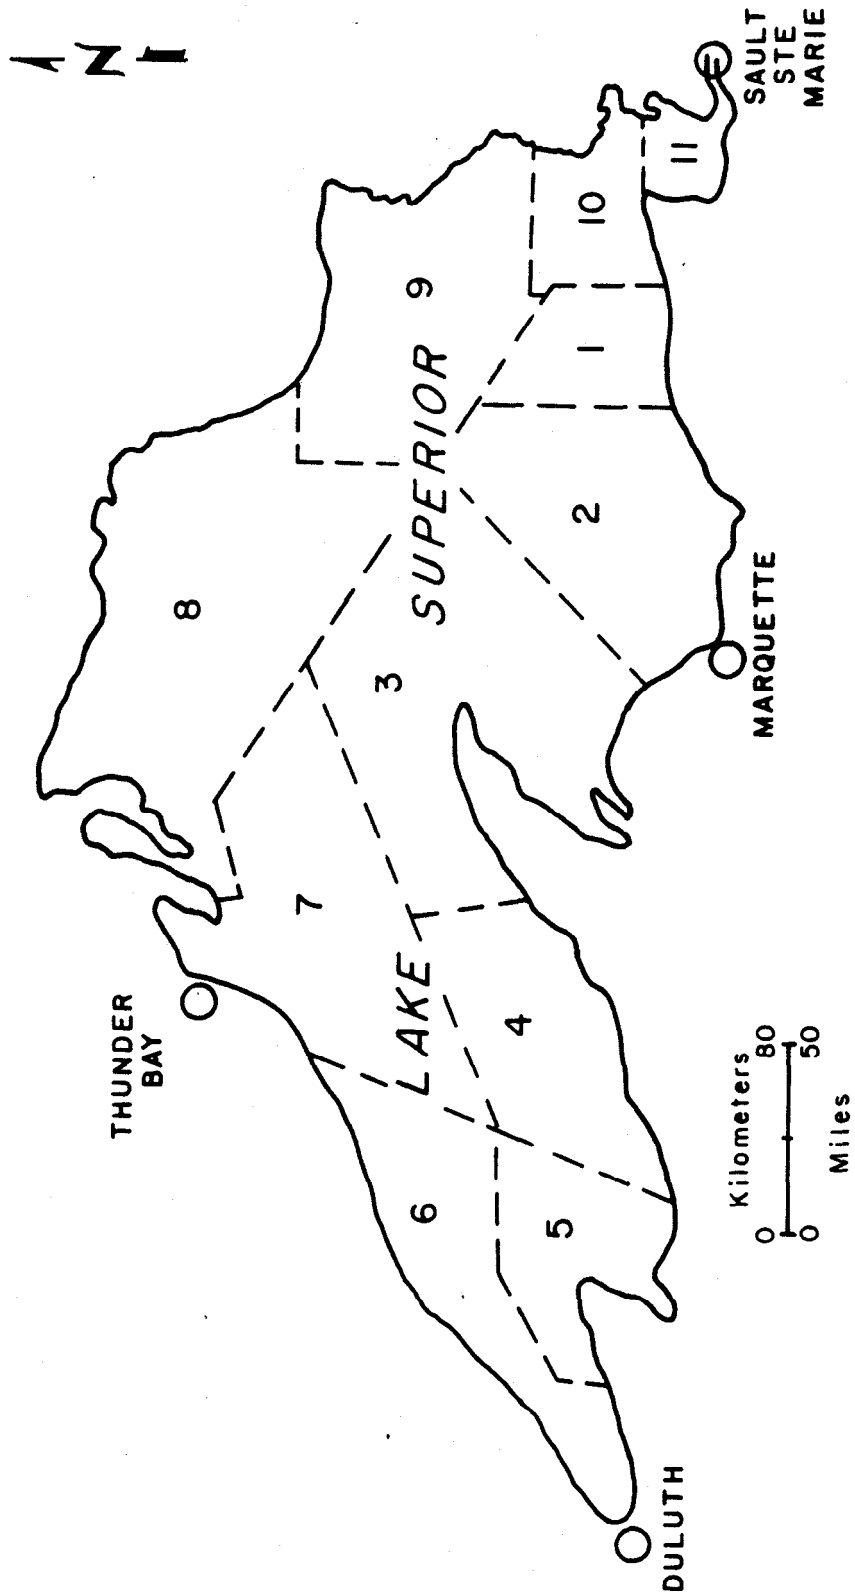 N
THUNDER
BAY
8
9
7
3
6
LAKE
SUPERIOR
4
5
2
1
10
11
SAULT
STE
MARIE
MARQUETTE
DULUTH
Kilometers
0 80
0 50
Miles